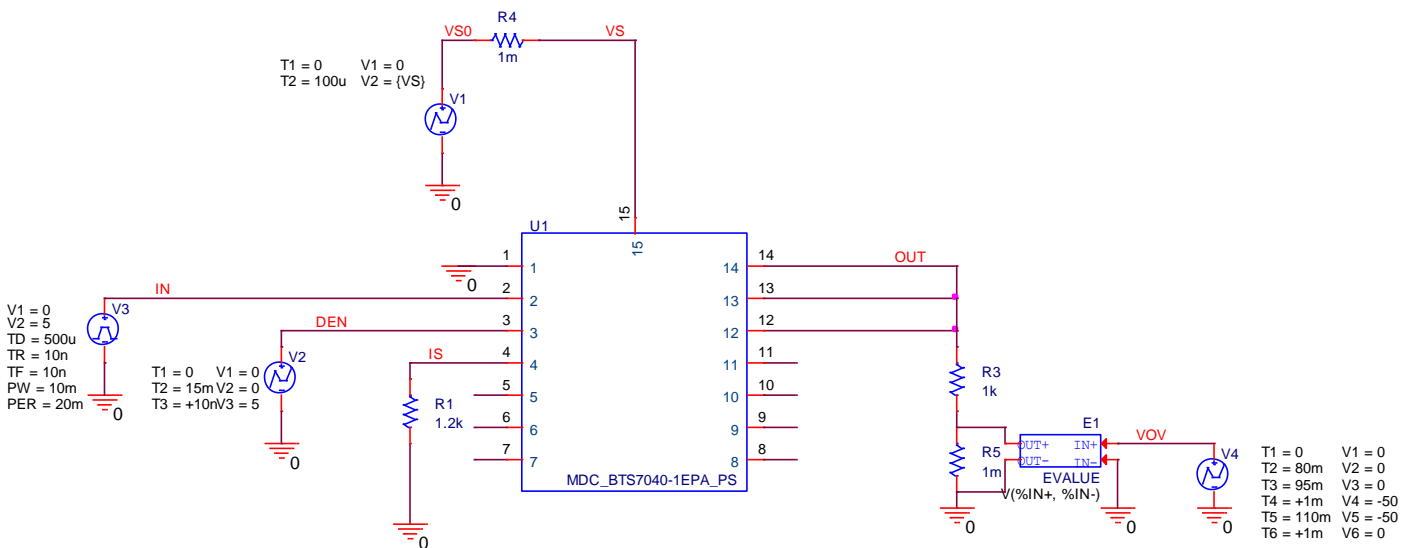 R4
VS0
VS
1m
T1 = 0 V1 = 0
T2 = 100u V2 = {VS}
V1
0
15
U1
15
1
1
0
14
14
OUT
IN
2
2
13
13
V1 = 0
V2 = 5
TD = 500u
TR = 10n
TF = 10n
PW = 10m
PER = 20m
V3
0
DEN
3
3
12
12
V2
T1 = 0 V1 = 0
T2 = 15m V2 = 0
T3 = +10n V3 = 5
0
IS
4
4
11
11
R1
1.2k
0
5
5
10
10
6
6
9
9
7
7
8
8
MDC_BTS7040-1EPA_PS
R3
1k
R5
1m
0
E1
OUT+ IN+
OUT- IN-
EVALUE
V(%IN+, %IN-)
0
VOV
V4
0
T1 = 0 V1 = 0
T2 = 80m V2 = 0
T3 = 95m V3 = 0
T4 = +1m V4 = -50
T5 = 110m V5 = -50
T6 = +1m V6 = 0